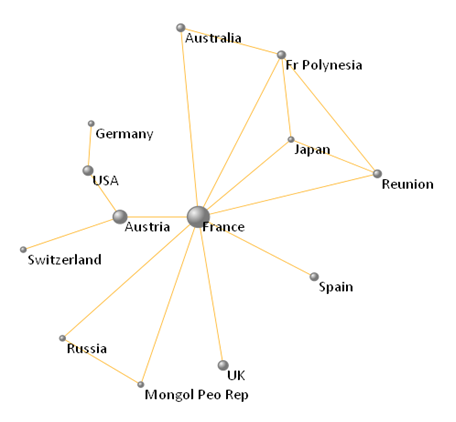 Australia
Fr Polynesia
Germany
Japan
USA
Reunion
Austria
France
Switzerland
Spain
Russia
UK
Mongol Peo Rep